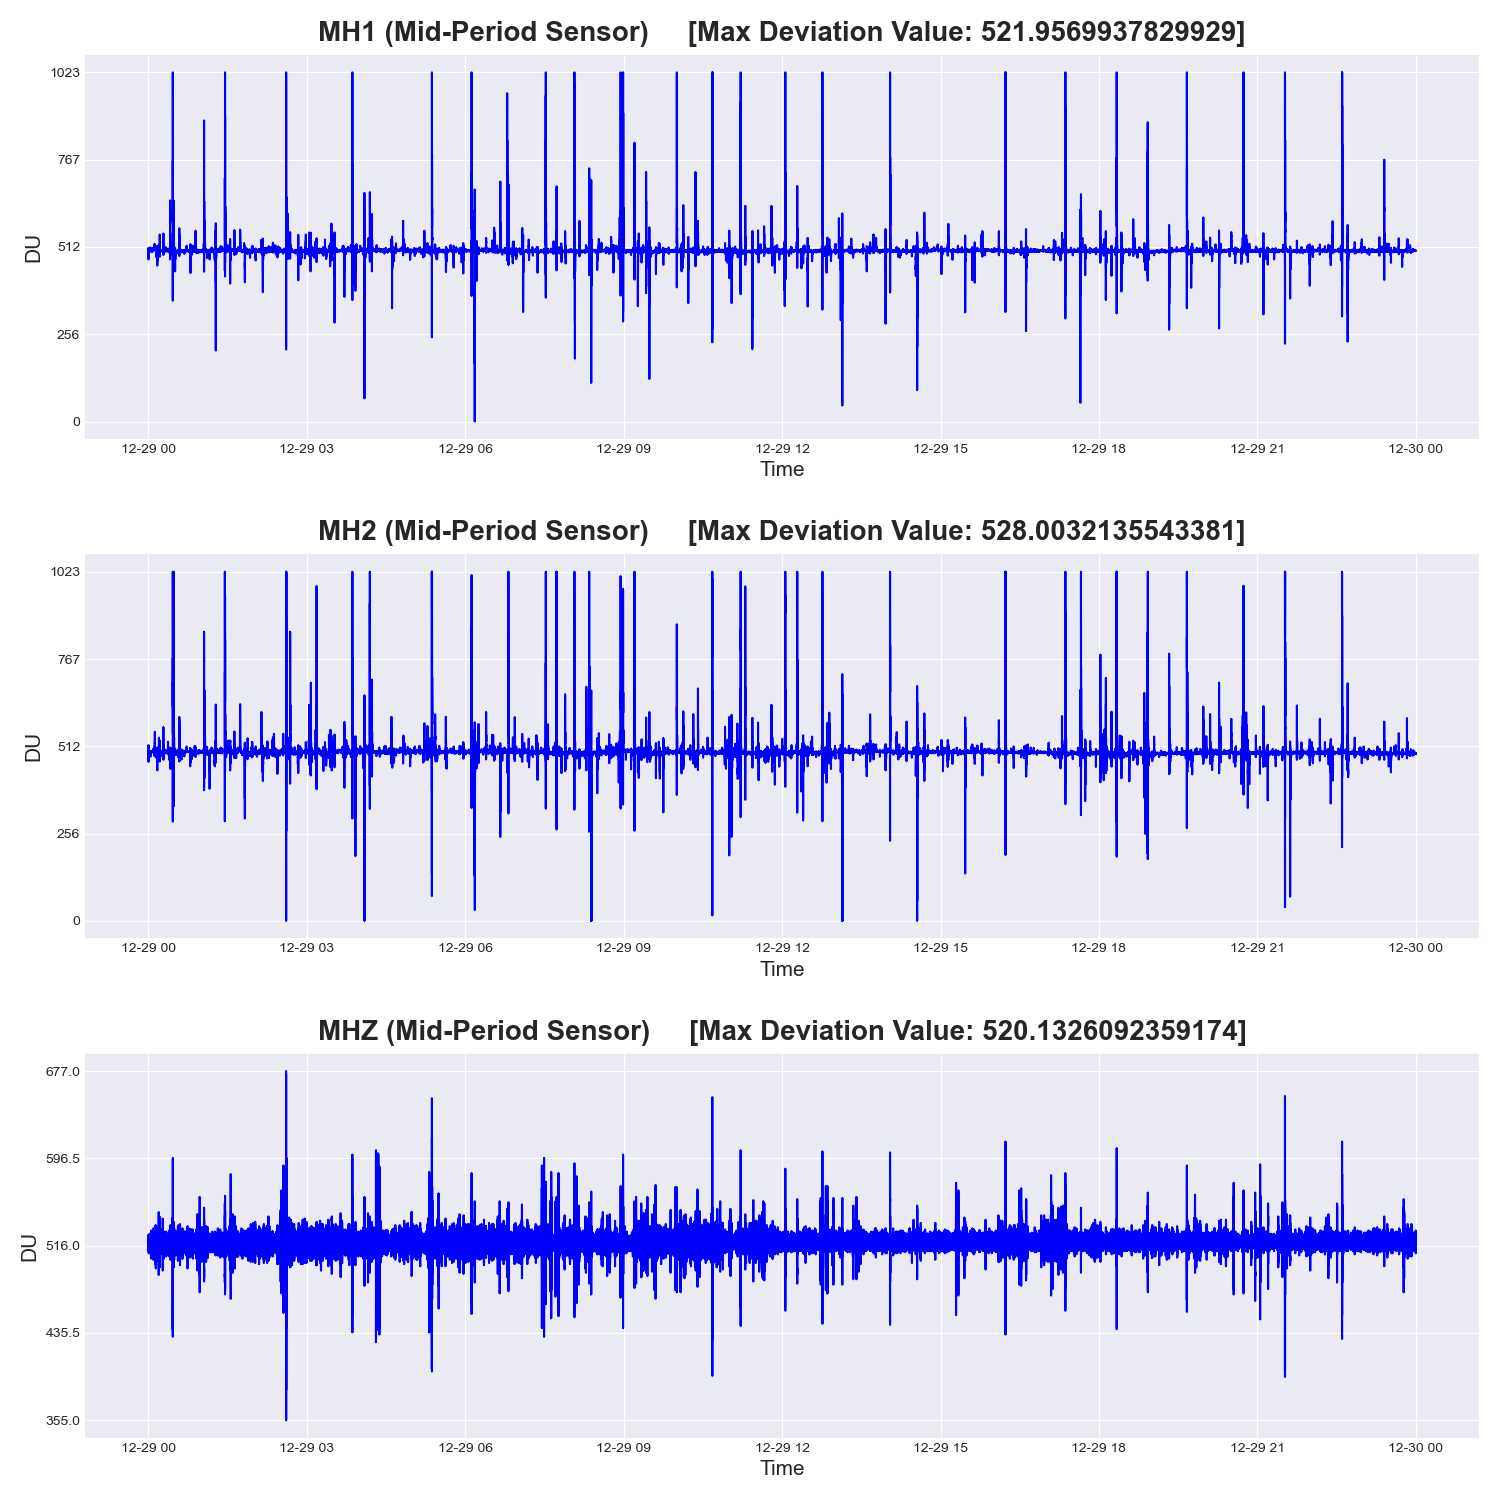 MH1 (Mid-Period Sensor) [Max Deviation Value: 521.9569937829929]
1023
767
512
256
0
DU
12-29 00 12-29 03 12-29 06 12-29 09 12-29 12 12-29 15 12-29 18 12-29 21 12-30 00
Time
MH2 (Mid-Period Sensor) [Max Deviation Value: 528.0032135543381]
1023
767
512
256
0
DU
12-29 00 12-29 03 12-29 06 12-29 09 12-29 12 12-29 15 12-29 18 12-29 21 12-30 00
Time
MHZ (Mid-Period Sensor) [Max Deviation Value: 520.1326092359174]
677.0
596.5
516.0
435.5
355.0
DU
12-29 00 12-29 03 12-29 06 12-29 09 12-29 12 12-29 15 12-29 18 12-29 21 12-30 00
Time